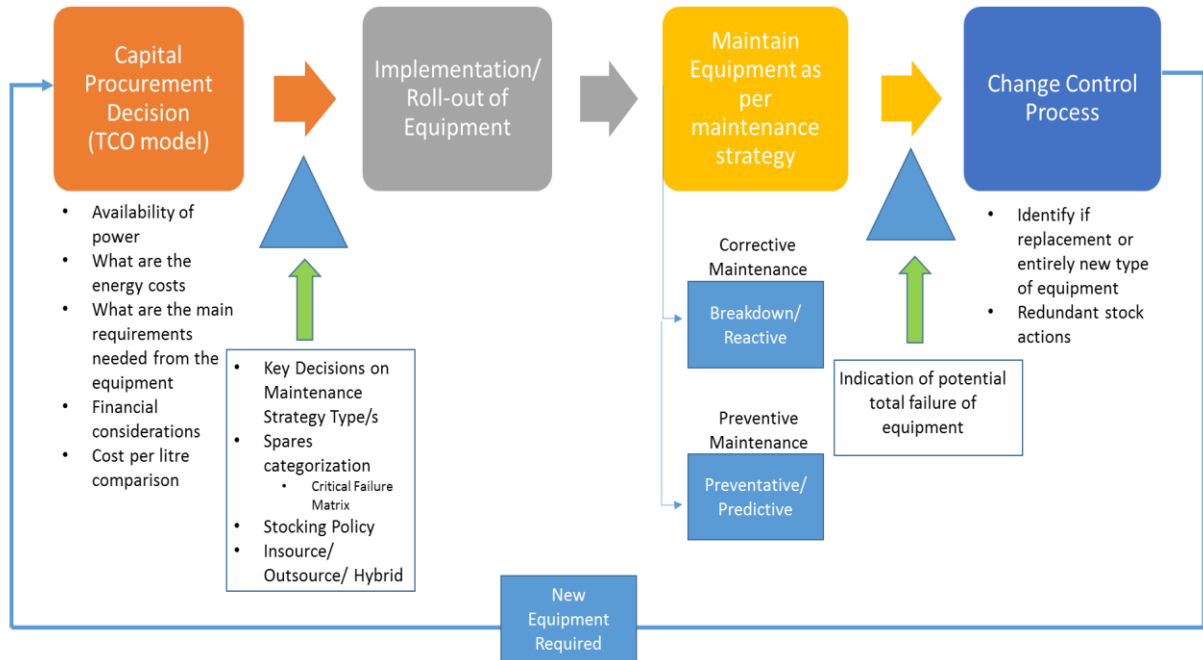 Capital
Procurement
Decision
(TCO model)
Implementation/
Roll-out of
Equipment
Maintain
Equipment as
per
maintenance
strategy
Change Control
Process
• Availability of
power
• What are the
energy costs
• What are the main
requirements
needed from the
equipment
• Financial
considerations
• Cost per litre
comparison
• Key Decisions on
Maintenance
Strategy Type/s
• Spares
categorization
• Critical Failure
Matrix
• Stocking Policy
• Insource/
Outsource/ Hybrid
Corrective
Maintenance
Breakdown/
Reactive
Preventive
Maintenance
Preventative/
Predictive
Indication of potential
total failure of
equipment
• Identify if
replacement or
entirely new type
of equipment
• Redundant stock
actions
New
Equipment
Required